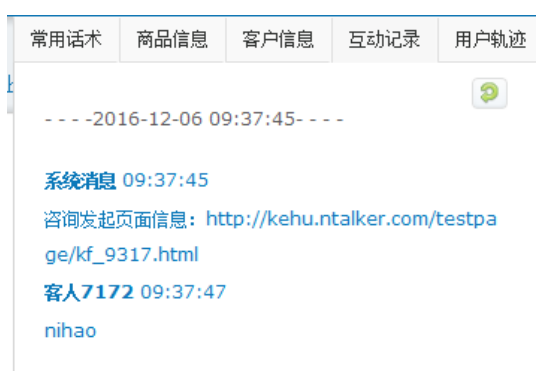 常用话术 商品信息 客户信息 互动记录 用户轨迹
- - - -2016-12-06 09:37:45- - - -
系统消息 09:37:45
咨询发起页面信息：http://kehu.ntalker.com/testpa
ge/kf_9317.html
客人7172 09:37:47
nihao